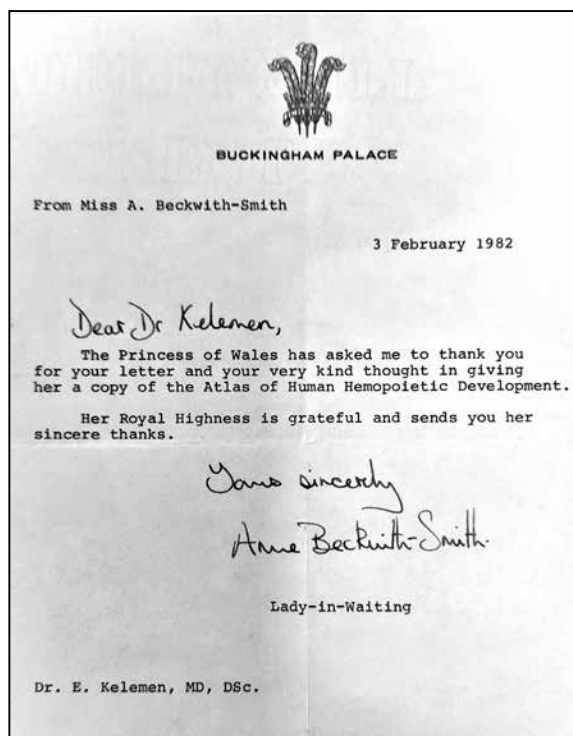 BUCKINGHAM PALACE
From Miss A. Beckwith-Smith
3 February 1982
Dear Dr Kelemen,
The Princess of Wales has asked me to thank you
for your letter and your very kind thought in giving
her a copy of the Atlas of Human Hemopoietic Development.
Her Royal Highness is grateful and sends you her
sincere thanks.
Yours sincerely
Anne Beckwith-Smith.
Lady-in-Waiting
Dr. E. Kelemen, MD, DSc.